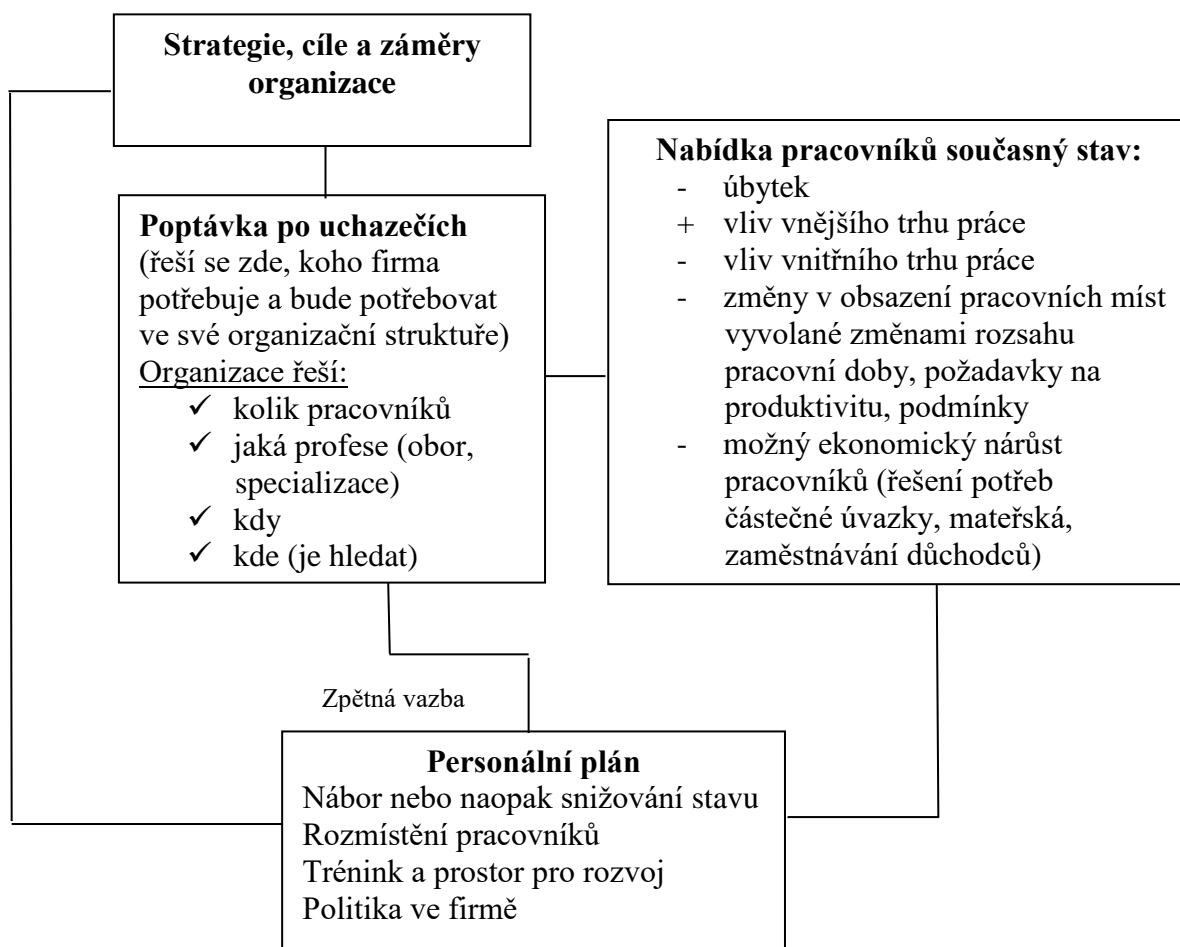 Strategie, cíle a záměry
organizace
Poptávka po uchazečích
(řeší se zde, koho firma
potřebuje a bude potřebovat
ve své organizační struktuře)
Organizace řeší:
✓ kolik pracovníků
✓ jaká profese (obor,
specializace)
✓ kdy
✓ kde (je hledat)
Nabídka pracovníků současný stav:
- úbytek
+ vliv vnějšího trhu práce
- vliv vnitřního trhu práce
- změny v obsazení pracovních míst
vyvolané změnami rozsahu
pracovní doby, požadavky na
produktivitu, podmínky
- možný ekonomický nárůst
pracovníků (řešení potřeb
částečné úvazky, mateřská,
zaměstnávání důchodců)
Zpětná vazba
Personální plán
Nábor nebo naopak snižování stavu
Rozmístění pracovníků
Trénink a prostor pro rozvoj
Politika ve firmě